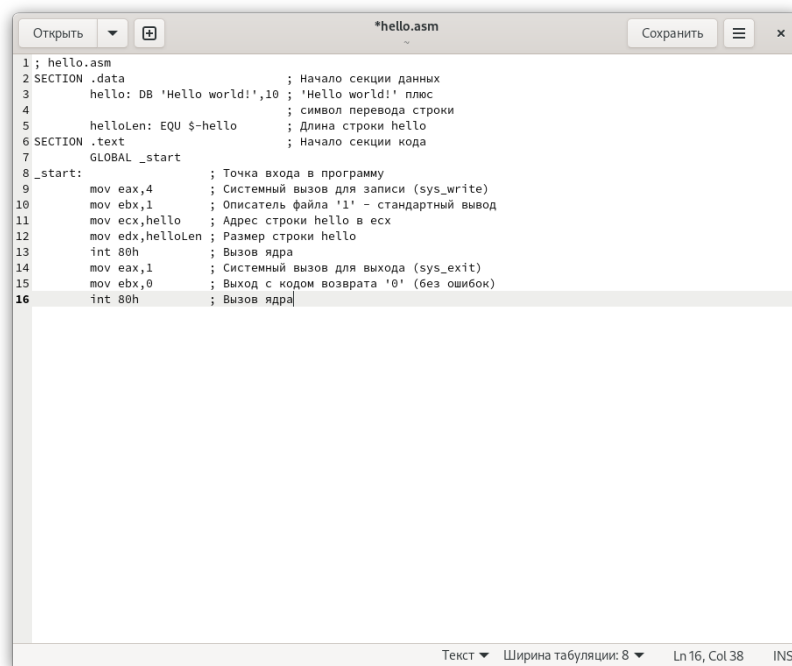 Открыть
*hello.asm
~
Сохранить
1 ; hello.asm
2 SECTION .data ; Начало секции данных
3 hello: DB 'Hello world!',10 ; 'Hello world!' плюс
4 ; символ перевода строки
5 helloLen: EQU $-hello ; Длина строки hello
6 SECTION .text ; Начало секции кода
7 GLOBAL _start
8 _start: ; Точка входа в программу
9 mov eax,4 ; Системный вызов для записи (sys_write)
10 mov ebx,1 ; Описатель файла '1' - стандартный вывод
11 mov ecx,hello ; Адрес строки hello в ecx
12 mov edx,helloLen ; Размер строки hello
13 int 80h ; Вызов ядра
14 mov eax,1 ; Системный вызов для выхода (sys_exit)
15 mov ebx,0 ; Выход с кодом возврата '0' (без ошибок)
16 int 80h ; Вызов ядра
Текст Ширина табуляции: 8 Ln 16, Col 38 INS